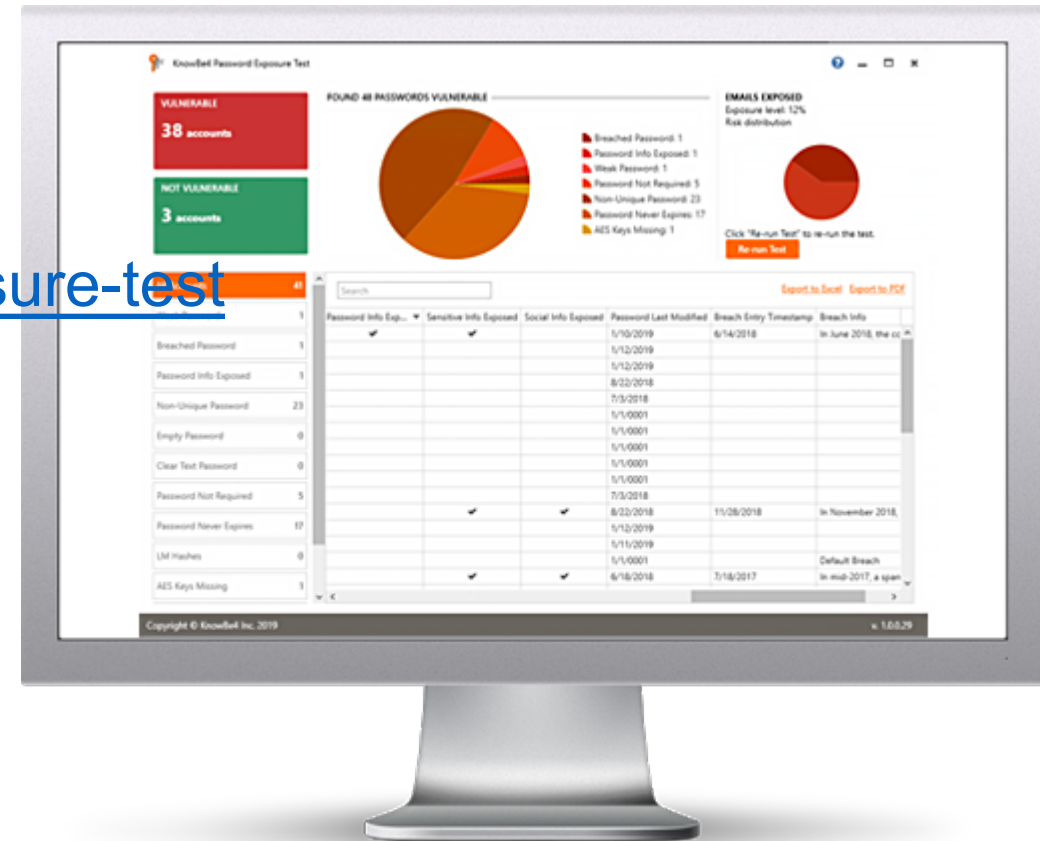 KnowBe4 Password Exposure Test
VULNERABLE
38 accounts
NOT VULNERABLE
3 accounts
FOUND 48 PASSWORDS VULNERABLE
Breached Password: 1
Password Info Exposed: 1
Weak Password: 1
Password Not Required: 5
Non-Unique Password: 23
Password Never Expires: 17
AES Keys Missing: 1
EMAILS EXPOSED
Exposure level: 12%
Risk distribution
Click "Re-run Test" to re-run the test.
Re-run Test
sure-test
41
1
Breached Password 1
Password Info Exposed 1
Non-Unique Password 23
Empty Password 0
Clear Text Password 0
Password Not Required 5
Password Never Expires 17
LM Hashes 0
AES Keys Missing 1
Search
Export to Excel Export to PDF
Password Info Exp... Sensitive Info Exposed Social Info Exposed Password Last Modified Breach Entry Timestamp Breach Info
✔ ✔ 1/10/2019 6/14/2018 In June 2018, the cc
1/12/2019
1/12/2019
8/22/2018
7/3/2018
1/1/0001
1/1/0001
1/1/0001
1/1/0001
1/1/0001
7/3/2018
✔ ✔ 8/22/2018 11/28/2018 In November 2018,
1/12/2019
1/11/2019
1/1/0001 Default Breach
✔ ✔ 6/18/2018 7/18/2017 In mid-2017, a span
Copyright © KnowBe4 Inc. 2019
v. 1.0.0.29